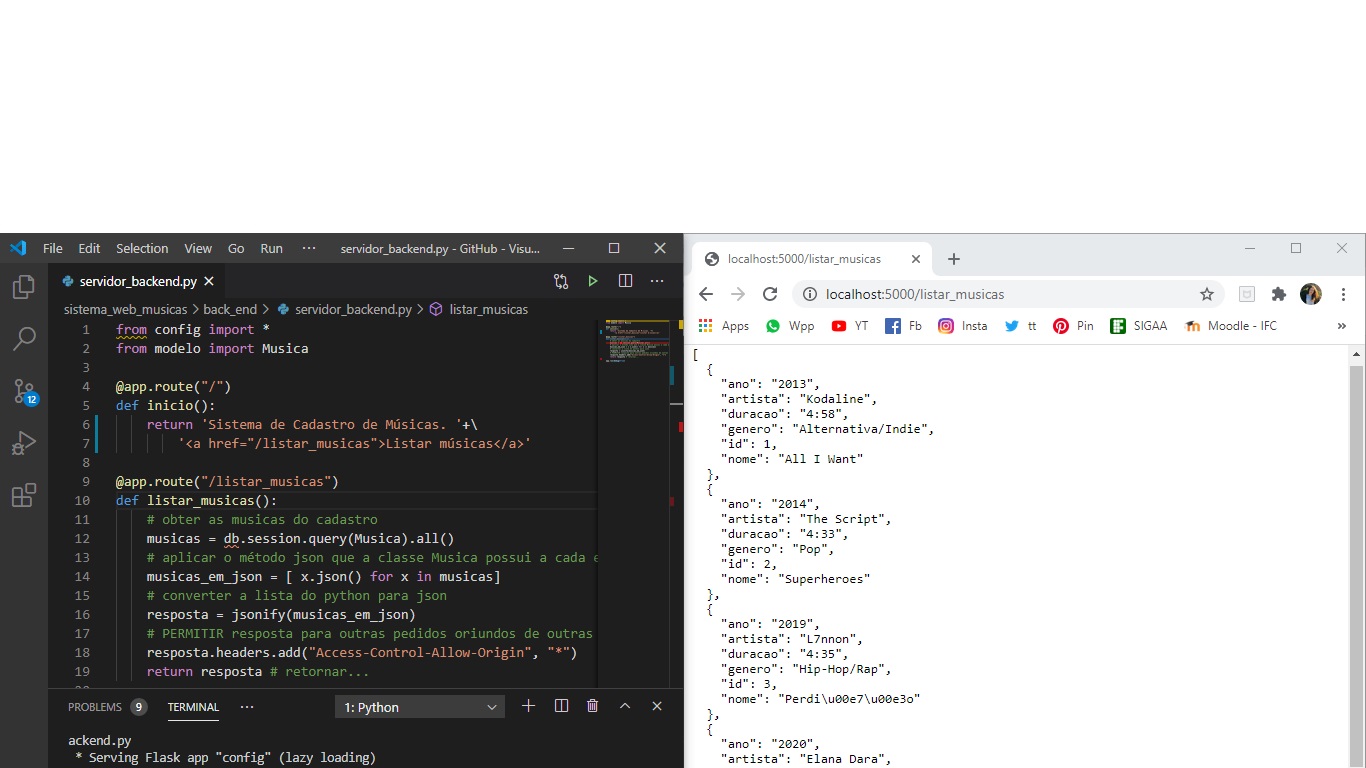 File Edit Selection View Go Run ··· servidor_backend.py - GitHub - Visu...
servidor_backend.py
sistema_web_musicas > back_end > servidor_backend.py > listar_musicas
1 from config import *
2 from modelo import Musica
3
4 @app.route("/")
5 def inicio():
6 return 'Sistema de Cadastro de Músicas. '+\
7 '<a href="/listar_musicas">Listar músicas</a>'
8
9 @app.route("/listar_musicas")
10 def listar_musicas():
11 # obter as musicas do cadastro
12 musicas = db.session.query(Musica).all()
13 # aplicar o método json que a classe Musica possui a cada e
14 musicas_em_json = [ x.json() for x in musicas]
15 # converter a lista do python para json
16 resposta = jsonify(musicas_em_json)
17 # PERMITIR resposta para outras pedidos oriundos de outras
18 resposta.headers.add("Access-Control-Allow-Origin", "*")
19 return resposta # retornar...
12
PROBLEMS 9 TERMINAL ··· 1: Python
ackend.py
* Serving Flask app "config" (lazy loading)
localhost:5000/listar_musicas
localhost:5000/listar_musicas
Apps Wpp YT Fb Insta tt Pin SIGAA Moodle - IFC »
[
{
"ano": "2013",
"artista": "Kodaline",
"duracao": "4:58",
"genero": "Alternativa/Indie",
"id": 1,
"nome": "All I Want"
},
{
"ano": "2014",
"artista": "The Script",
"duracao": "4:33",
"genero": "Pop",
"id": 2,
"nome": "Superheroes"
},
{
"ano": "2019",
"artista": "L7nnon",
"duracao": "4:35",
"genero": "Hip-Hop/Rap",
"id": 3,
"nome": "Perdi\u00e7\u00e3o"
},
{
"ano": "2020",
"artista": "Elana Dara",